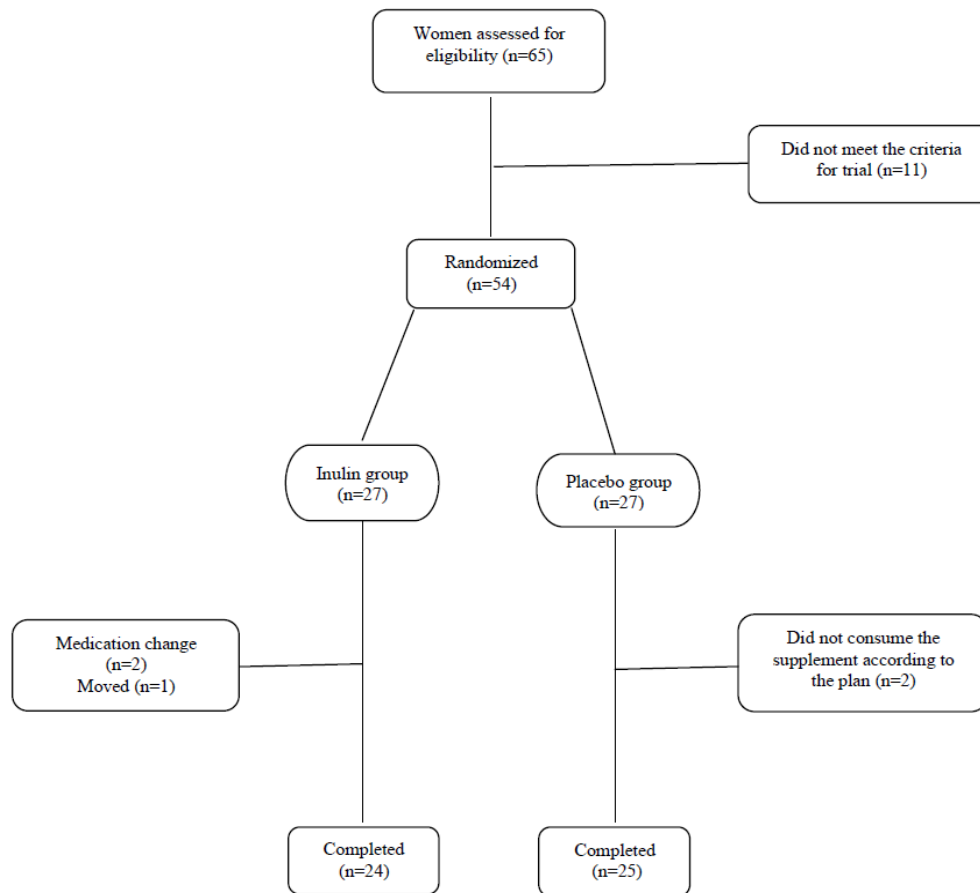 Women assessed for
eligibility (n=65)
Did not meet the criteria
for trial (n=11)
Randomized
(n=54)
Inulin group
(n=27)
Placebo group
(n=27)
Medication change
(n=2)
Moved (n=1)
Did not consume the
supplement according to
the plan (n=2)
Completed
(n=24)
Completed
(n=25)